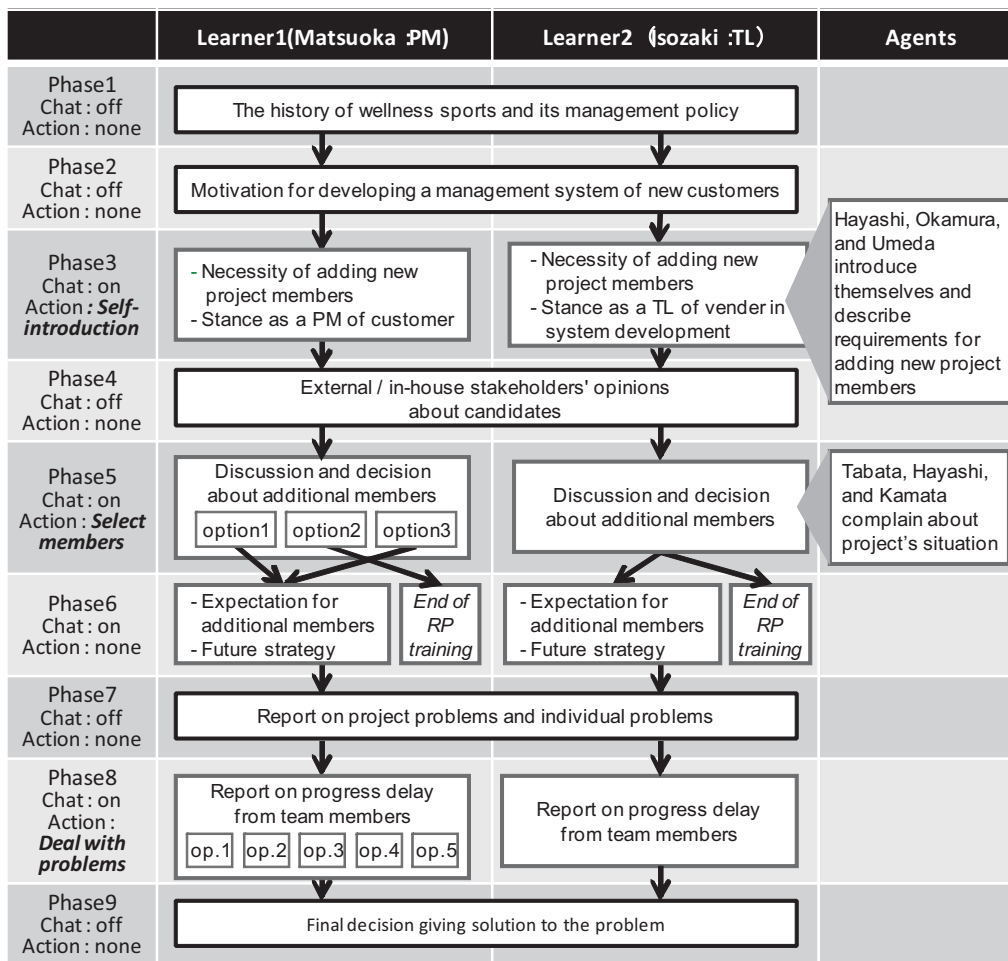 Learner1(Matsuoka :PM)
Learner2 (Isozaki :TL)
Agents
Phase1
Chat : off
Action : none
The history of wellness sports and its management policy
Phase2
Chat : off
Action : none
Motivation for developing a management system of new customers
Phase3
Chat : on
Action : Self-
introduction
- Necessity of adding new
project members
- Stance as a PM of customer
- Necessity of adding new
project members
- Stance as a TL of vender in
system development
Hayashi, Okamura,
and Umeda
introduce
themselves and
describe
requirements for
adding new project
members
Phase4
Chat : off
Action : none
External / in-house stakeholders' opinions
about candidates
Phase5
Chat : on
Action : Select
members
Discussion and decision
about additional members
option1
option2
option3
Discussion and decision
about additional members
Tabata, Hayashi,
and Kamata
complain about
project's situation
Phase6
Chat : on
Action : none
- Expectation for
additional members
- Future strategy
End of
RP
training
- Expectation for
additional members
- Future strategy
End of
RP
training
Phase7
Chat : off
Action : none
Report on project problems and individual problems
Phase8
Chat : on
Action :
Deal with
problems
Report on progress delay
from team members
op.1
op.2
op.3
op.4
op.5
Report on progress delay
from team members
Phase9
Chat : off
Action : none
Final decision giving solution to the problem